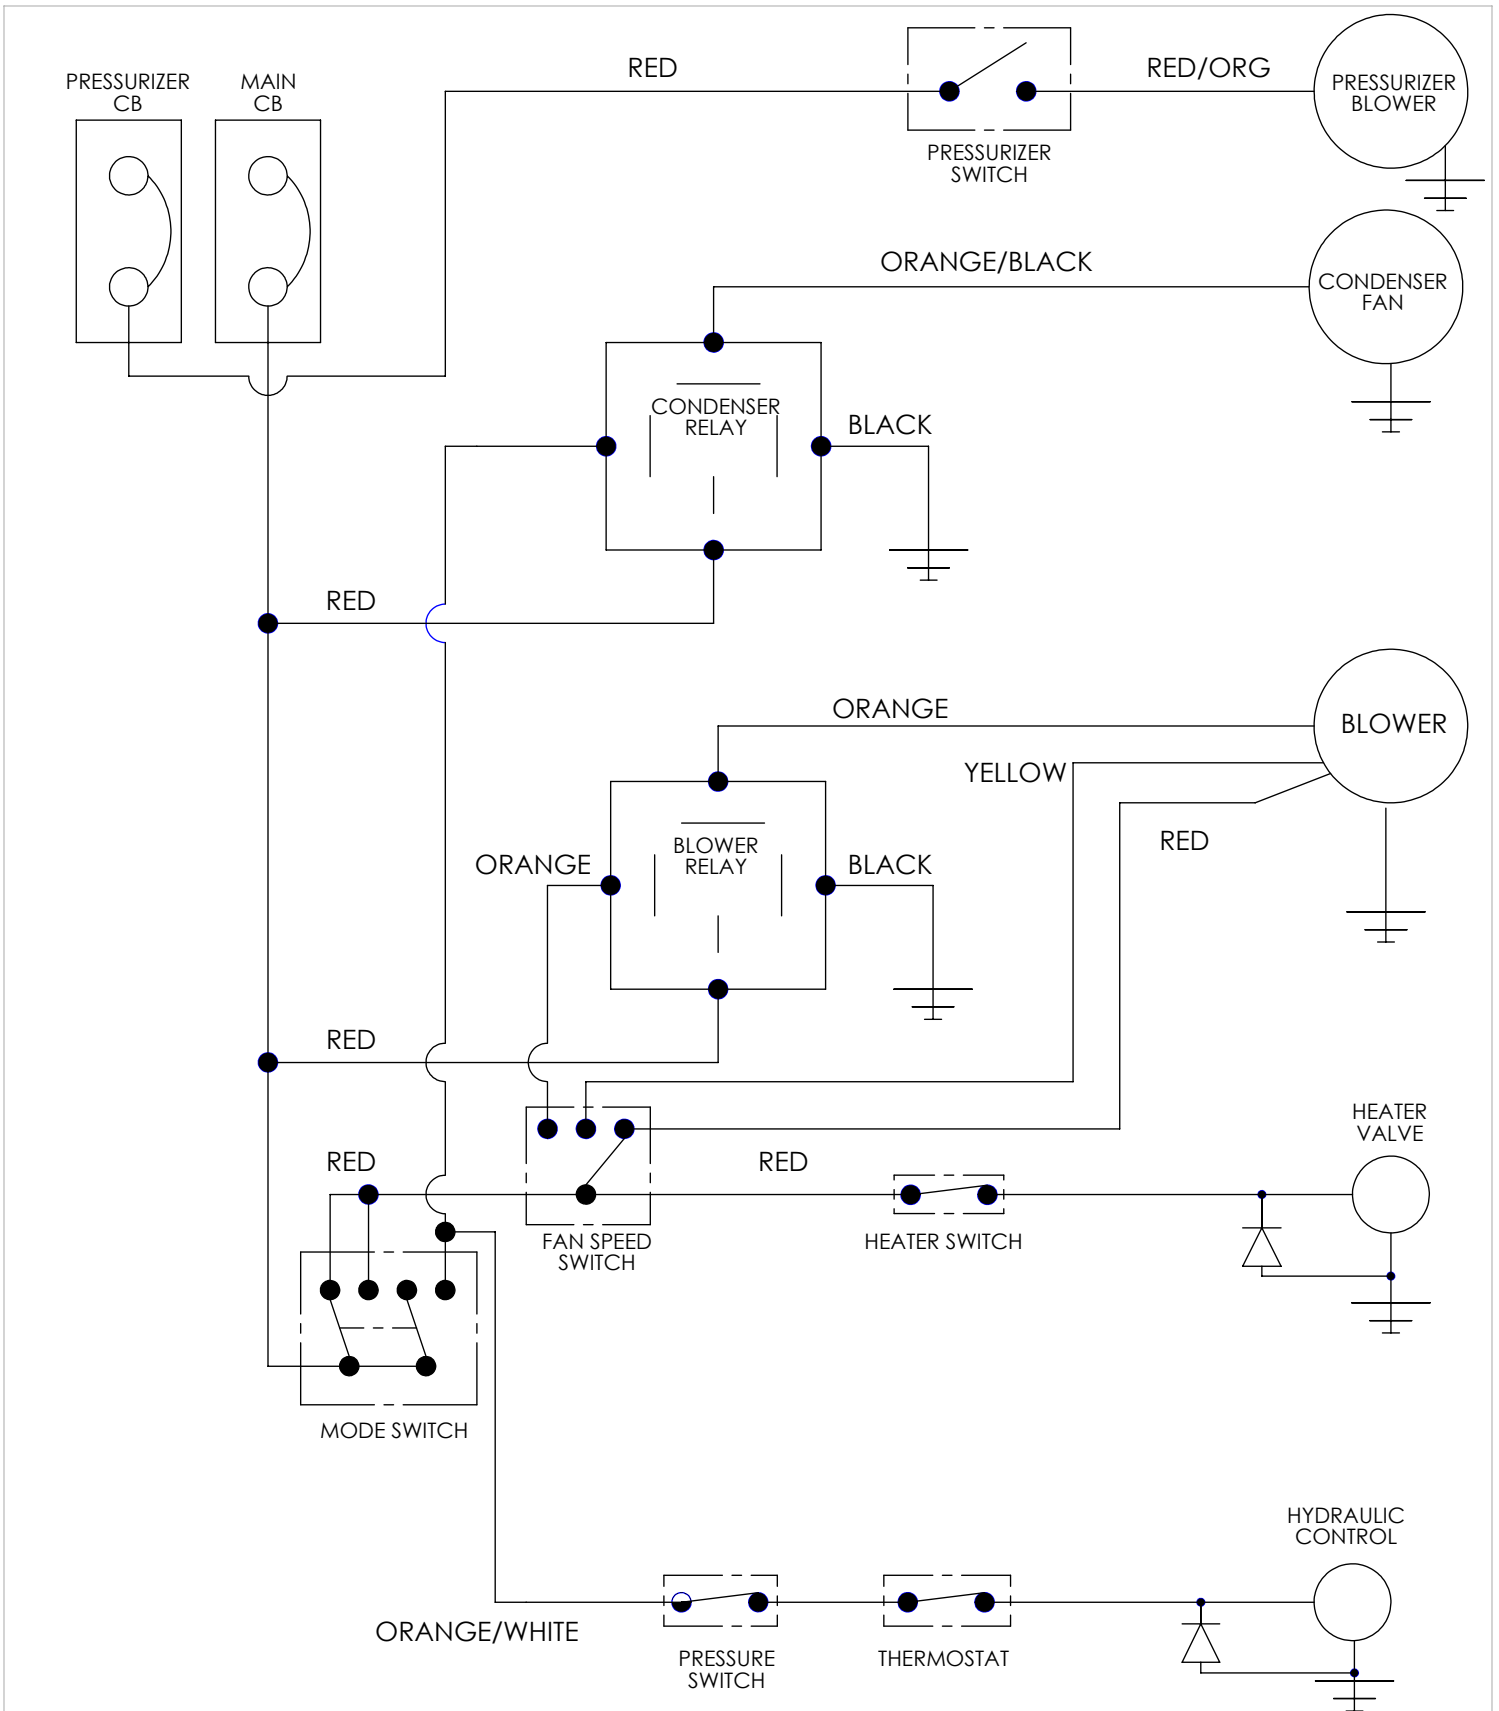 RED
RED/ORG
PRESSURIZER
CB
MAIN
CB
PRESSURIZER
BLOWER
PRESSURIZER
SWITCH
ORANGE/BLACK
CONDENSER
FAN
CONDENSER
RELAY
BLACK
RED
ORANGE
BLOWER
YELLOW
RED
BLOWER
RELAY
ORANGE
BLACK
RED
HEATER
VALVE
RED
RED
FAN SPEED
SWITCH
HEATER SWITCH
MODE SWITCH
HYDRAULIC
CONTROL
ORANGE/WHITE
PRESSURE
SWITCH
THERMOSTAT